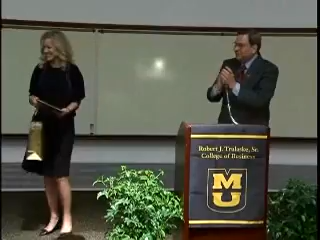 Robert J. Trulaske, Sr.
College of Business
MU